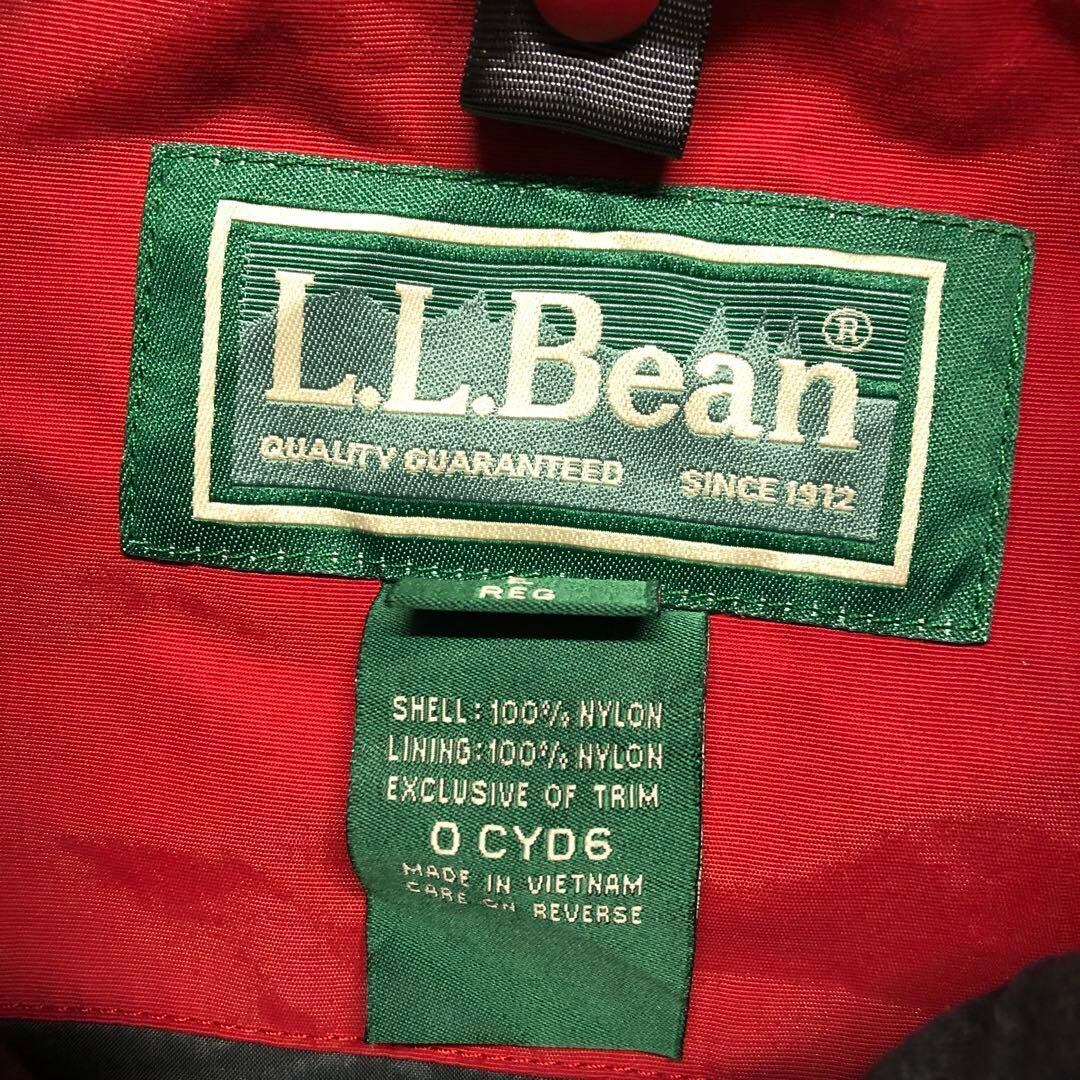 L.L.Bean®
QUALITY GUARANTEED SINCE 1912
REG
SHELL: 100% NYLON
LINING: 100% NYLON
EXCLUSIVE OF TRIM
0 CYD6
MADE IN VIETNAM
CARE ON REVERSE